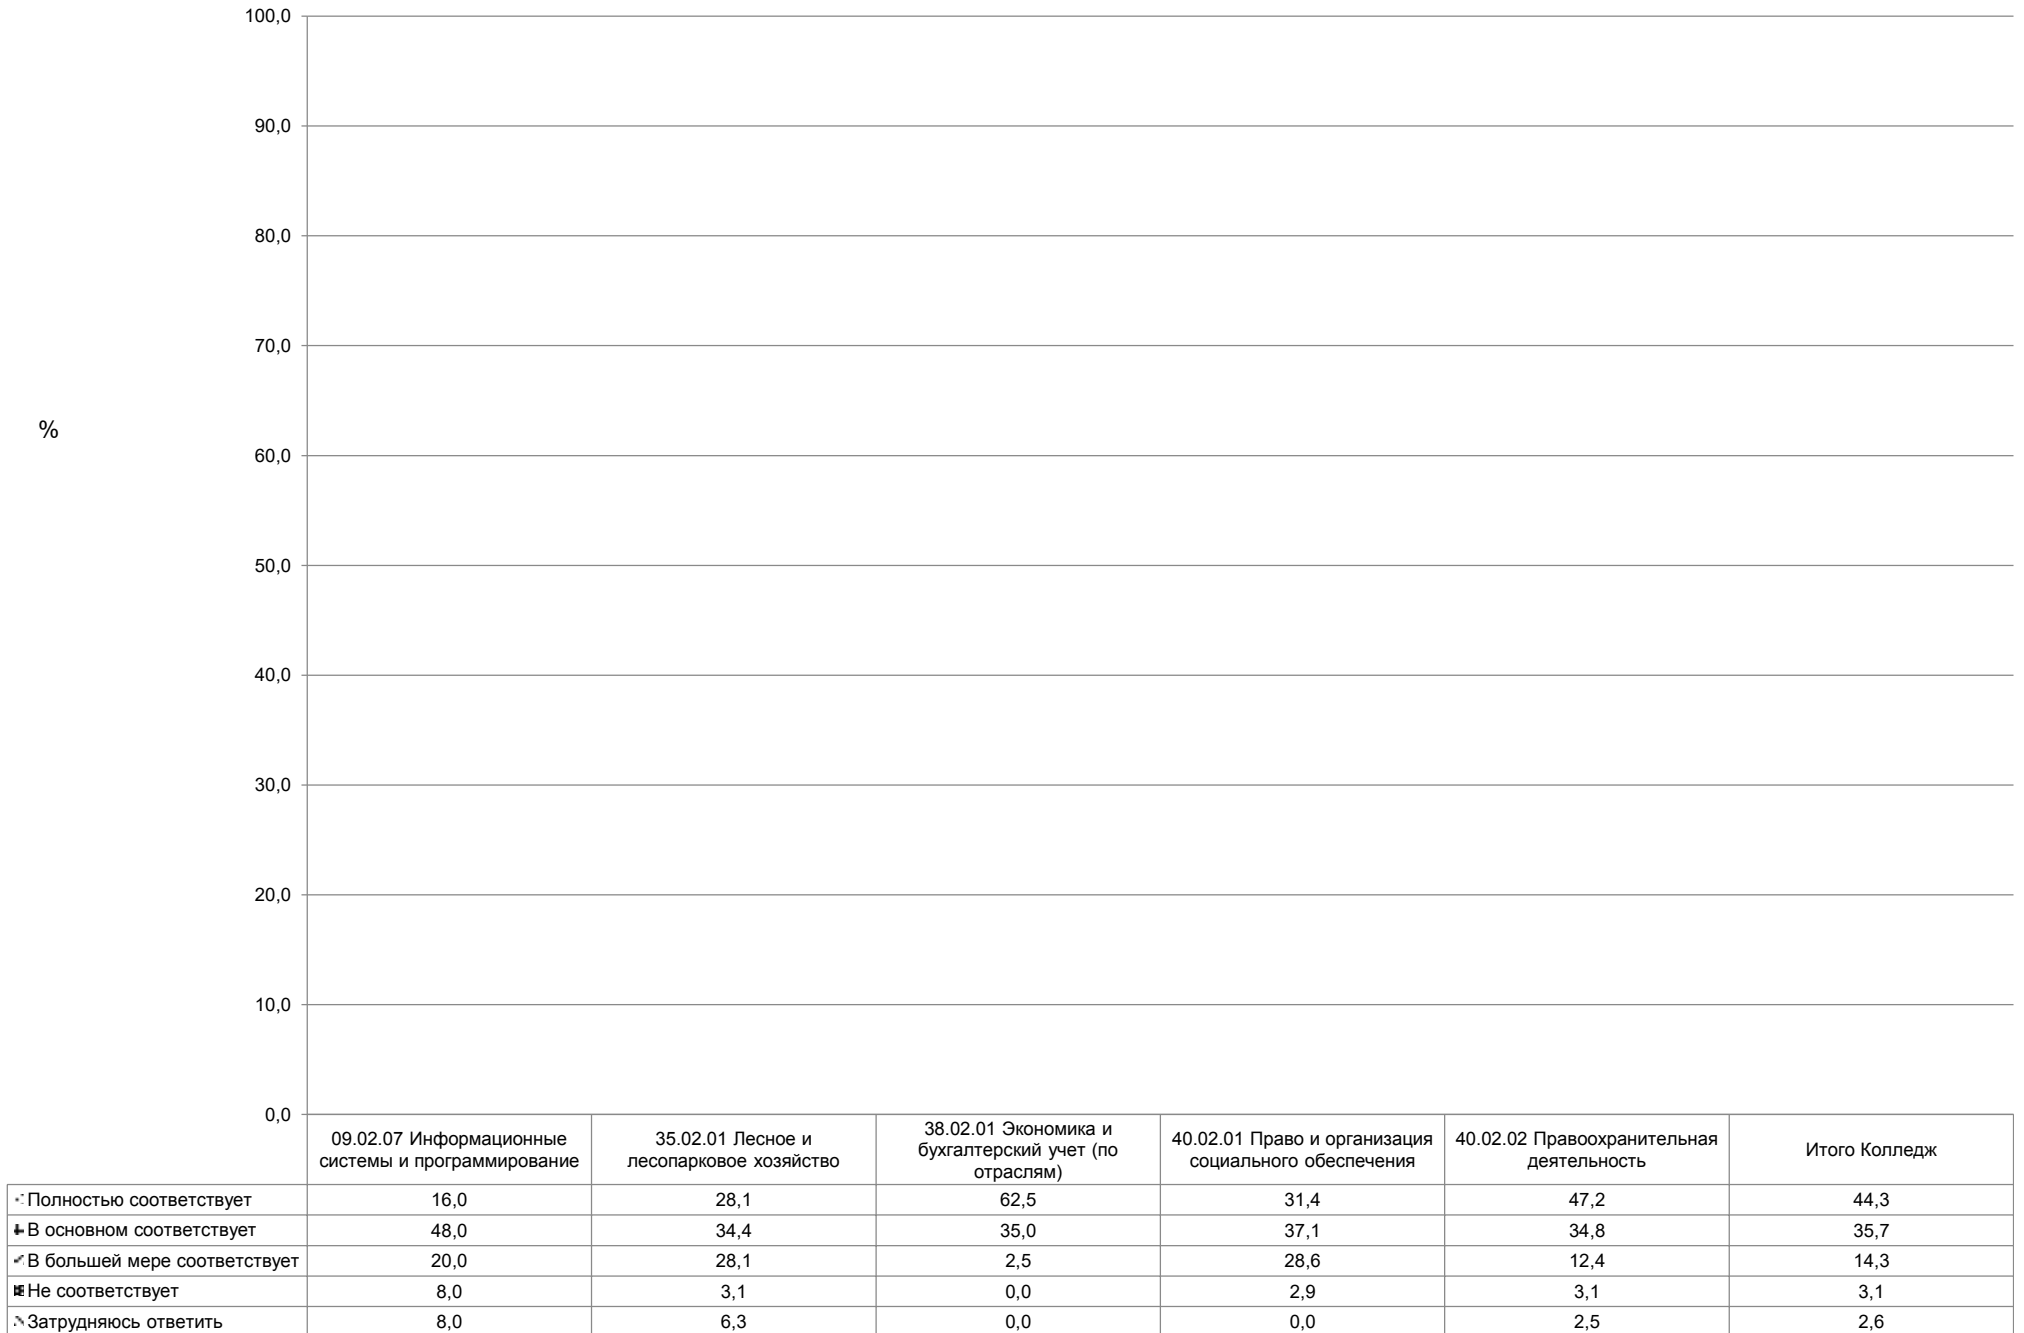 100,0
90,0
80,0
70,0
%
60,0
50,0
40,0
30,0
20,0
10,0
0,0
09.02.07 Информационные
системы и программирование
35.02.01 Лесное и
лесопарковое хозяйство
38.02.01 Экономика и
бухгалтерский учет (по
отраслям)
40.02.01 Право и организация
социального обеспечения
40.02.02 Правоохранительная
деятельность
Итого Колледж
Полностью соответствует 16,0 28,1 62,5 31,4 47,2 44,3
В основном соответствует 48,0 34,4 35,0 37,1 34,8 35,7
В большей мере соответствует 20,0 28,1 2,5 28,6 12,4 14,3
Не соответствует 8,0 3,1 0,0 2,9 3,1 3,1
Затрудняюсь ответить 8,0 6,3 0,0 0,0 2,5 2,6